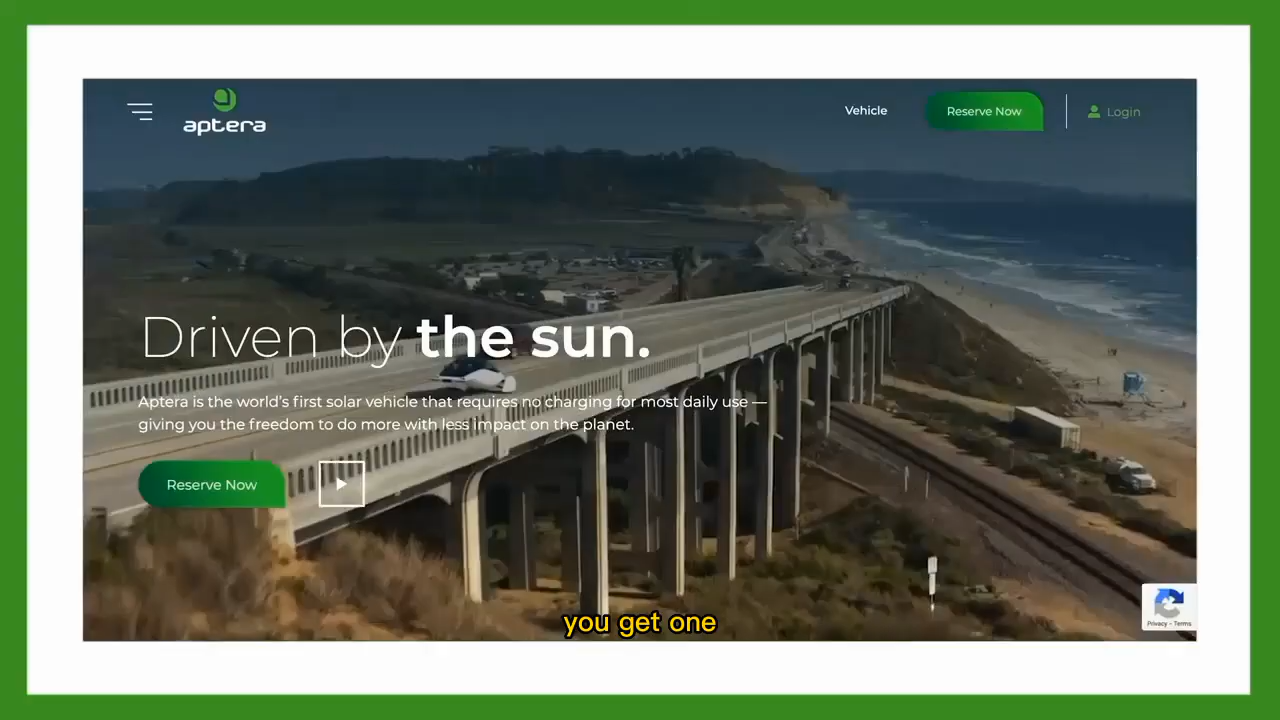 aptera
Vehicle
Reserve Now
Login
Driven by the sun.
Aptera is the world's first solar vehicle that requires no charging for most daily use —
giving you the freedom to do more with less impact on the planet.
Reserve Now
you get one
Privacy - Terms